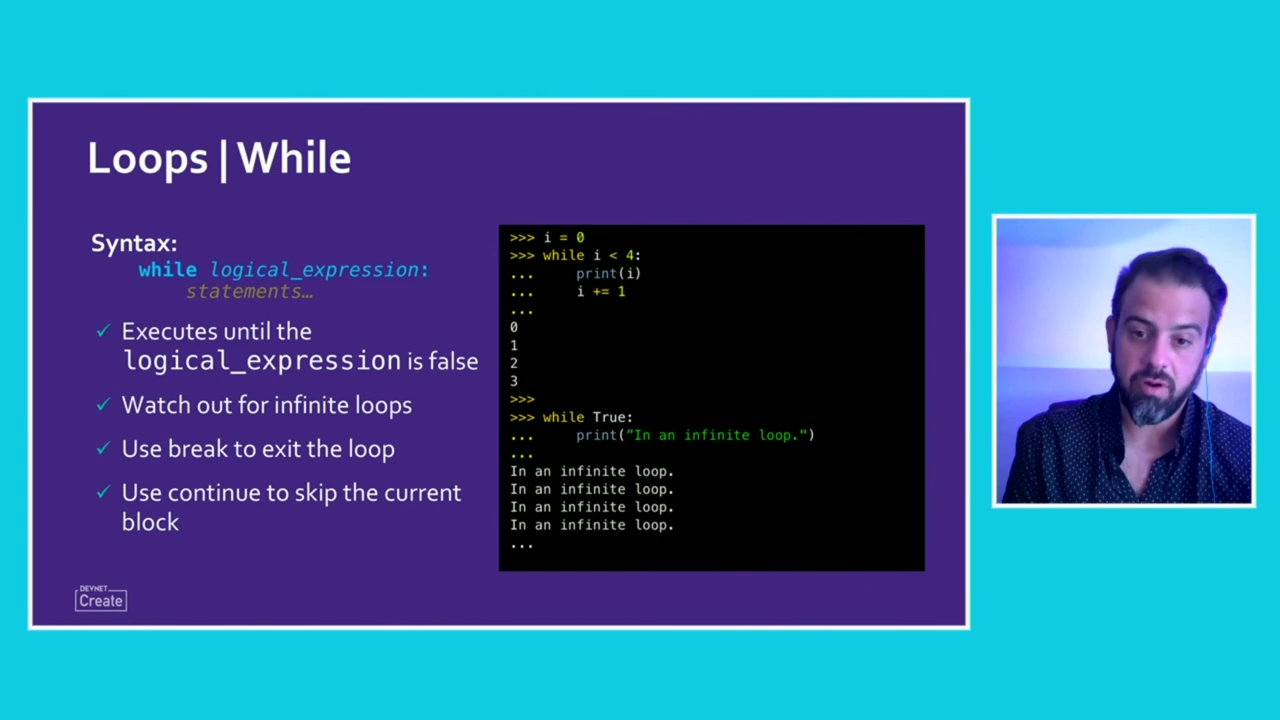 Loops | While
Syntax:
while logical_expression:
statements…
✓ Executes until the
logical_expression is false
✓ Watch out for infinite loops
✓ Use break to exit the loop
✓ Use continue to skip the current
block
>>> i = 0
>>> while i < 4:
...     print(i)
...     i += 1
...
0
1
2
3
>>>
>>> while True:
...     print("In an infinite loop.")
...
In an infinite loop.
In an infinite loop.
In an infinite loop.
In an infinite loop.
...
DEVNET
Create